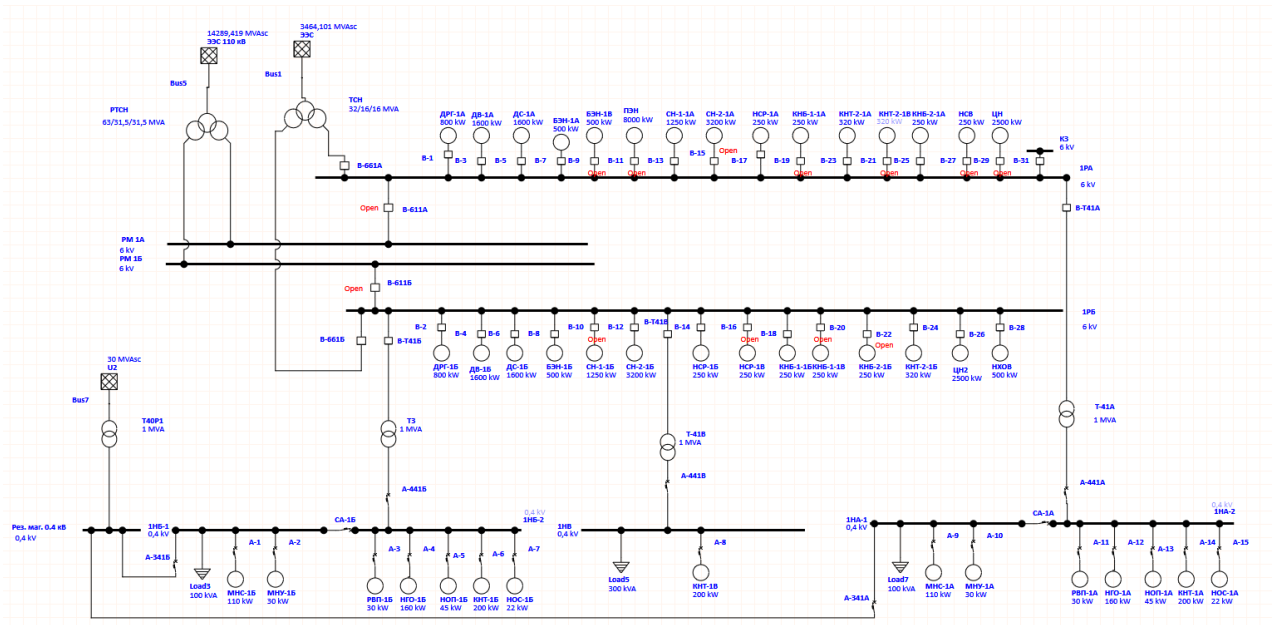 14289,419 MVAsc
ЭЭС 110 кВ
3464,101 MVAsc
ЭЭС
Bus5
Bus1
РТСН
63/31,5/31,5 MVA
ТСН
32/16/16 MVA
ДРГ-1А
800 kW
ДВ-1А
1600 kW
ДС-1А
1600kW
БЭН-1А
500 kW
БЭН-1В
500 kW
ПЭН
8000 kW
СН-1-1А
1250 kW
СН-2-1А
3200 kW
НСР-1А
250 kW
КНБ-1-1А
250 kW
КНТ-2-1А
320 kW
КНТ-2-1В
320 kW
КНБ-2-1А
250 kW
НСВ
250 kW
ЦН
2500 kW
К3
6 kV
В-661А
В-1
В-3
В-5
В-7
В-9
В-11
В-13
В-15
Open
В-17
В-19
В-23
В-21
В-25
В-27
В-29
В-31
Open
Open
Open
Open
Open
Open
1РА
6 kV
Open
В-611А
В-Т41А
РМ 1А
6 kV
РМ 1Б
6 kV
Open
В-611Б
1РБ
6 kV
В-661Б
В-Т41Б
В-2
В-4
В-6
В-8
В-10
В-12
В-Т41В
В-14
В-16
В-18
В-20
В-22
В-24
В-26
В-28
Open
Open
Open
Open
ДРГ-1Б
800 kW
ДВ-1Б
1600 kW
ДС-1Б
1600 kW
БЭН-1Б
500 kW
СН-1-1Б
1250 kW
СН-2-1Б
3200 kW
НСР-1Б
250 kW
НСР-1В
250 kW
КНБ-1-1Б
250 kW
КНБ-1-1В
250 kW
КНБ-2-1Б
250 kW
КНТ-2-1Б
320 kW
ЦН2
2500 kW
НХОВ
500 kW
30 MVAsc
U2
Bus7
Т40Р1
1 MVA
Т3
1 MVA
Т-41В
1 MVA
Т-41А
1 MVA
А-441Б
А-441В
А-441А
Рез. маг. 0.4 кВ
0,4 kV
1НБ-1
0,4 kV
СА-1Б
0,4 kV
1НБ-2
1НВ
0,4 kV
1НА-1
0,4 kV
СА-1А
0,4 kV
1НА-2
А-341Б
А-1
А-2
А-3
А-4
А-5
А-6
А-7
А-8
А-9
А-10
А-11
А-12
А-13
А-14
А-15
Load3
100 kVA
МНС-1Б
110 kW
МНУ-1Б
30 kW
РВП-1Б
30 kW
НГО-1Б
160 kW
НОП-1Б
45 kW
КНТ-1Б
200 kW
НОС-1Б
22 kW
Load5
300 kVA
КНТ-1В
200 kW
А-341А
Load7
100 kVA
МНС-1А
110 kW
МНУ-1А
30 kW
РВП-1А
30 kW
НГО-1А
160 kW
НОП-1А
45 kW
КНТ-1А
200 kW
НОС-1А
22 kW